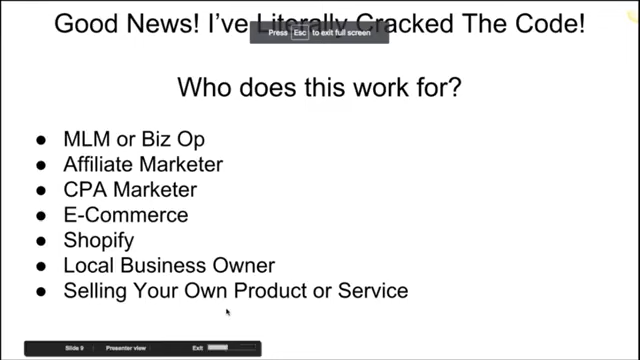 Good News! I've Literally Cracked The Code!
Press Esc to exit full screen
Who does this work for?
● MLM or Biz Op
● Affiliate Marketer
● CPA Marketer
● E-Commerce
● Shopify
● Local Business Owner
● Selling Your Own Product or Service
Slide 9 Presenter view Exit